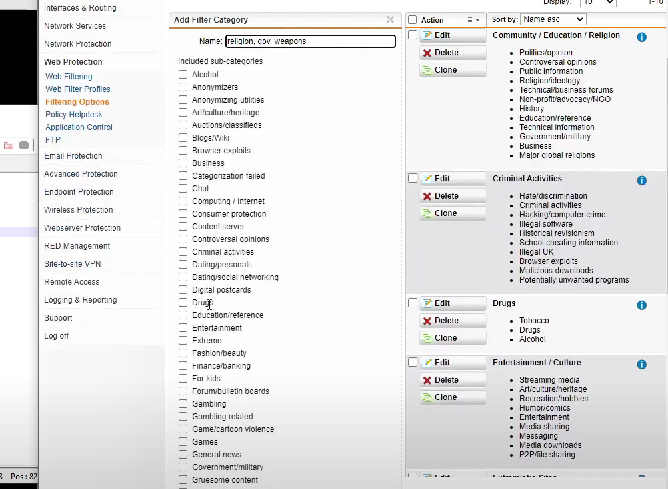 Interfaces & Routing
Network Services
Network Protection
Web Protection
Web Filtering
Web Filter Profiles
Filtering Options
Policy Helpdesk
Application Control
FTP
Email Protection
Advanced Protection
Endpoint Protection
Wireless Protection
Webserver Protection
RED Management
Site-to-site VPN
Remote Access
Logging & Reporting
Support
Log off
Pos:82
Add Filter Category
Name: religion, gov, weapons
Included sub-categories
Alcohol
Anonymizers
Anonymizing utilities
Art/culture/heritage
Auctions/classifieds
Blogs/Wiki
Browser exploits
Business
Categorization failed
Chat
Computing / Internet
Consumer protection
Content server
Controversial opinions
Criminal activities
Dating/personals
Dating/social networking
Digital postcards
Drugs
Education/reference
Entertainment
Extreme
Fashion/beauty
Finance/banking
For kids
Forum/bulletin boards
Gambling
Gambling related
Game/cartoon violence
Games
General news
Government/military
Gruesome content
Display: 10 1-10
Action Sort by: Name asc
Edit
Delete
Clone
Community / Education / Religion
Politics/opinion
Controversial opinions
Public information
Religion/ideology
Technical/business forums
Non-profit/advocacy/NGO
History
Education/reference
Technical information
Government/military
Business
Major global religions
Edit
Delete
Clone
Criminal Activities
Hate/discrimination
Criminal activities
Hacking/computer crime
Illegal software
Historical revisionism
School cheating information
Illegal UK
Browser exploits
Malicious downloads
Potentially unwanted programs
Edit
Delete
Clone
Drugs
Tobacco
Drugs
Alcohol
Edit
Delete
Clone
Entertainment / Culture
Streaming media
Art/culture/heritage
Recreation/hobbies
Humor/comics
Entertainment
Media sharing
Messaging
Media downloads
P2P/file sharing
Edit